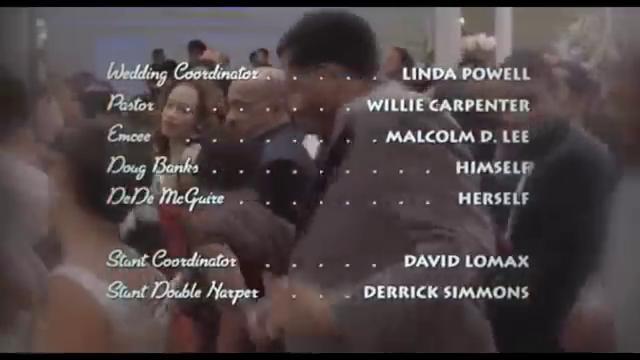 Wedding Coordinator . . . . . LINDA POWELL
Pastor . . . . . . . WILLIE CARPENTER
Emcee . . . . . . . MALCOLM D. LEE
Doug Banks . . . . . . . . HIMSELF
DeDe McGuire . . . . . . . HERSELF
Stunt Coordinator . . . . . DAVID LOMAX
Stunt Double Harper . . . DERRICK SIMMONS